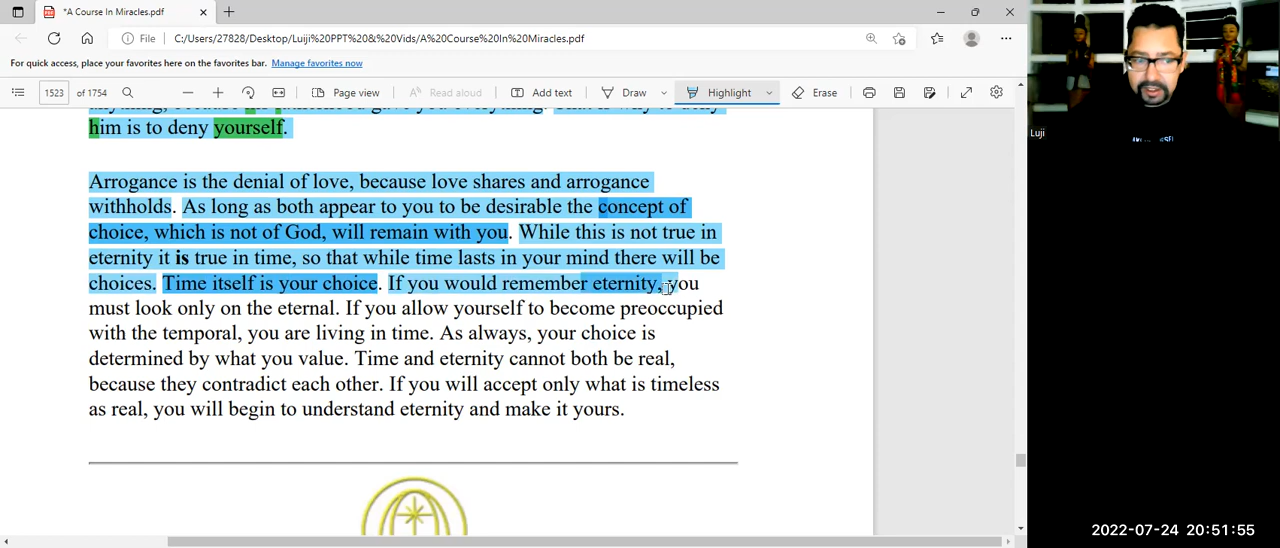 *A Course In Miracles.pdf
File
C:/Users/27828/Desktop/Luiji%20PPT%20&%20Vids/A%20Course%20In%20Miracles.pdf
For quick access, place your favorites here on the favorites bar. Manage favorites now
1523 of 1754
Page view
Read aloud
Add text
Draw
Highlight
Erase
him is to deny yourself.
Arrogance is the denial of love, because love shares and arrogance
withholds. As long as both appear to you to be desirable the concept of
choice, which is not of God, will remain with you. While this is not true in
eternity it is true in time, so that while time lasts in your mind there will be
choices. Time itself is your choice. If you would remember eternity, you
must look only on the eternal. If you allow yourself to become preoccupied
with the temporal, you are living in time. As always, your choice is
determined by what you value. Time and eternity cannot both be real,
because they contradict each other. If you will accept only what is timeless
as real, you will begin to understand eternity and make it yours.
Luji
2022-07-24 20:51:55